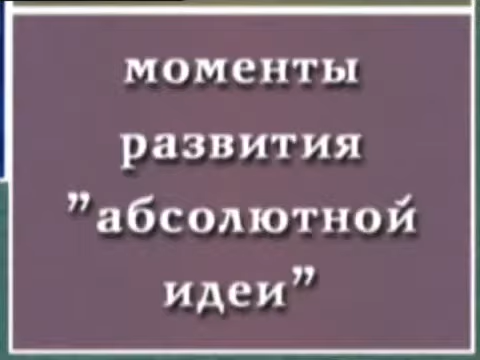 моменты
развития
"абсолютной
идеи"